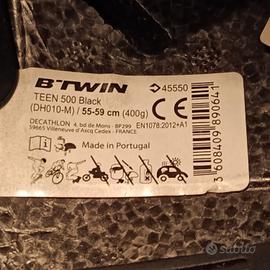 B'TWIN
45550
TEEN 500 Black
(DH010-M) / 55-59 cm (400g)
DECATHLON 4, bd de Mons - BP299
59665 Villeneuve d'Ascq Cedex - FRANCE
EN1078:2012+A1
CE
Made in Portugal
3 608409 890641
Subito